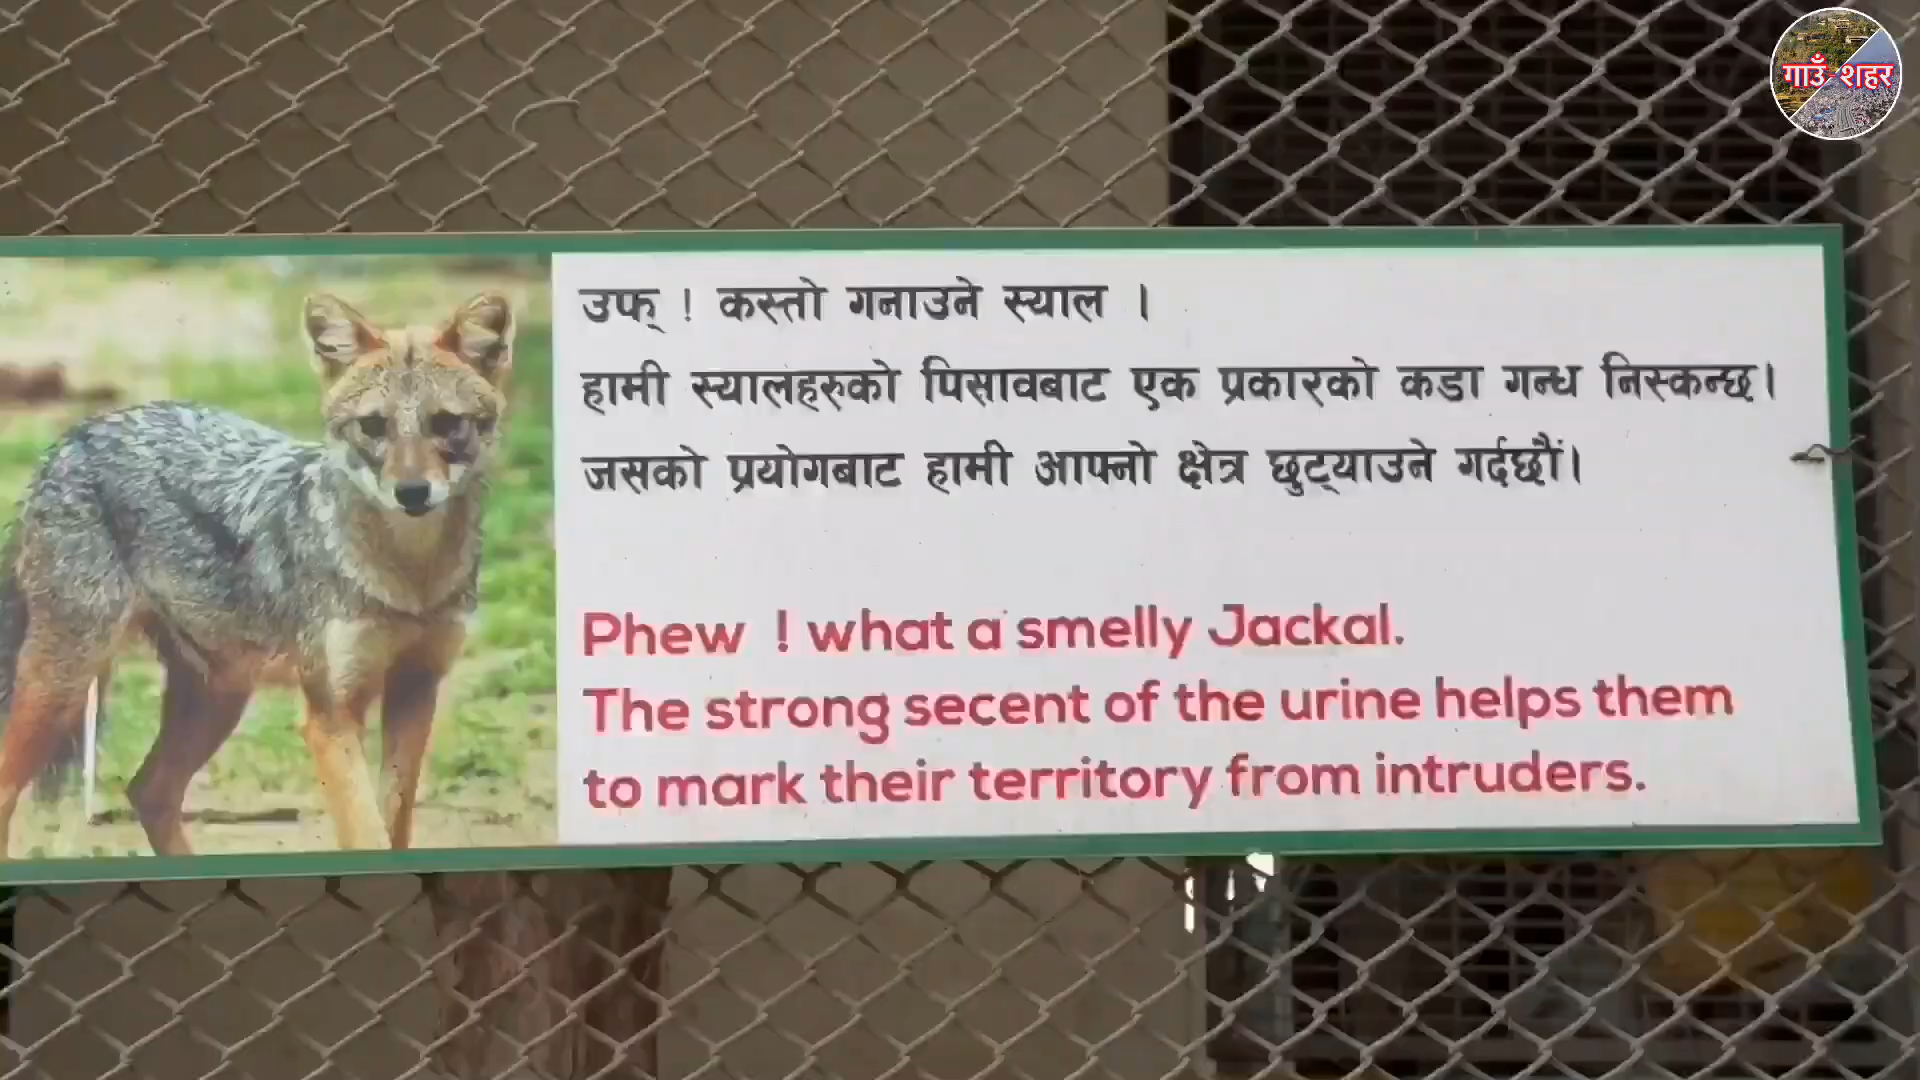 गाउँ-शहर
उफ् ! कस्तो गनाउने स्याल ।
हामी स्यालहरुको पिसावबाट एक प्रकारको कडा गन्ध निस्कन्छ।
जसको प्रयोगबाट हामी आफ्नो क्षेत्र छुट्याउने गर्दछौं।
Phew ! what a smelly Jackal.
The strong secent of the urine helps them
to mark their territory from intruders.